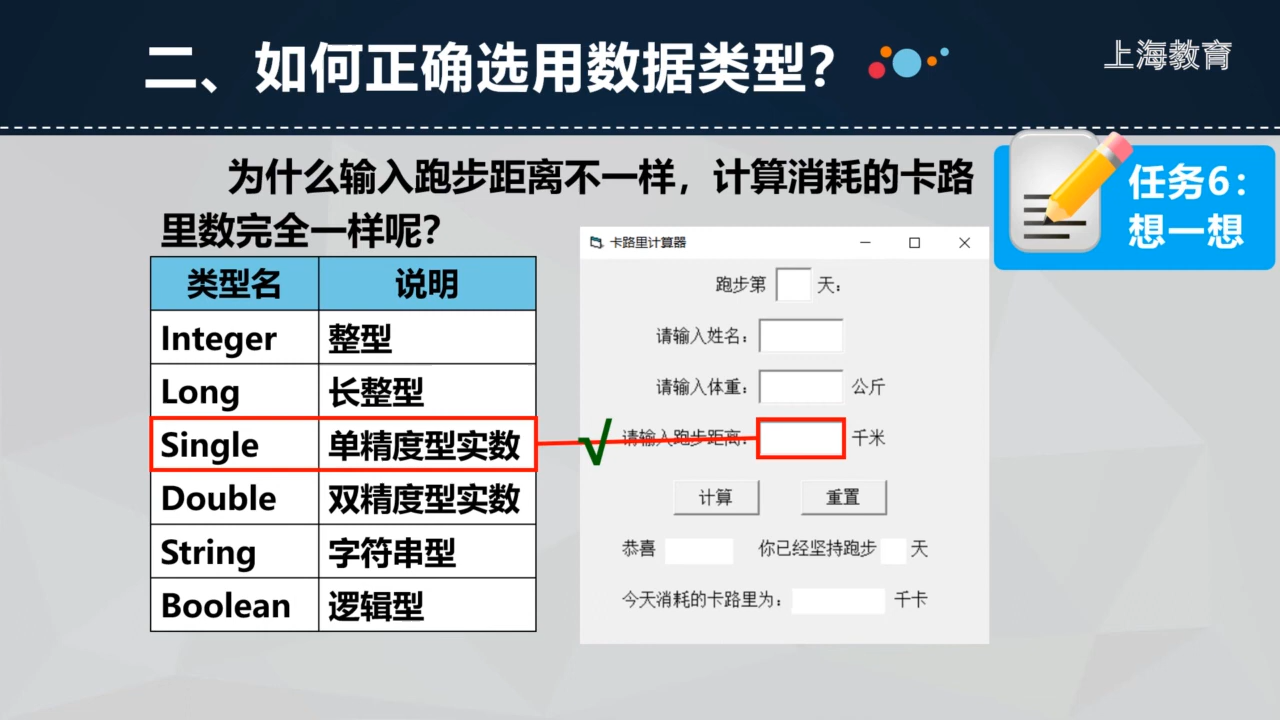 二、如何正确选用数据类型?
上海教育
任务6:
想一想
为什么输入跑步距离不一样，计算消耗的卡路
里数完全一样呢?
类型名 说明
Integer 整型
Long 长整型
Single 单精度型实数
Double 双精度型实数
String 字符串型
Boolean 逻辑型
卡路里计算器
跑步第 天:
请输入姓名:
请输入体重: 公斤
√ 请输入跑步距离: 千米
计算 重置
恭喜 你已经坚持跑步 天
今天消耗的卡路里为: 千卡